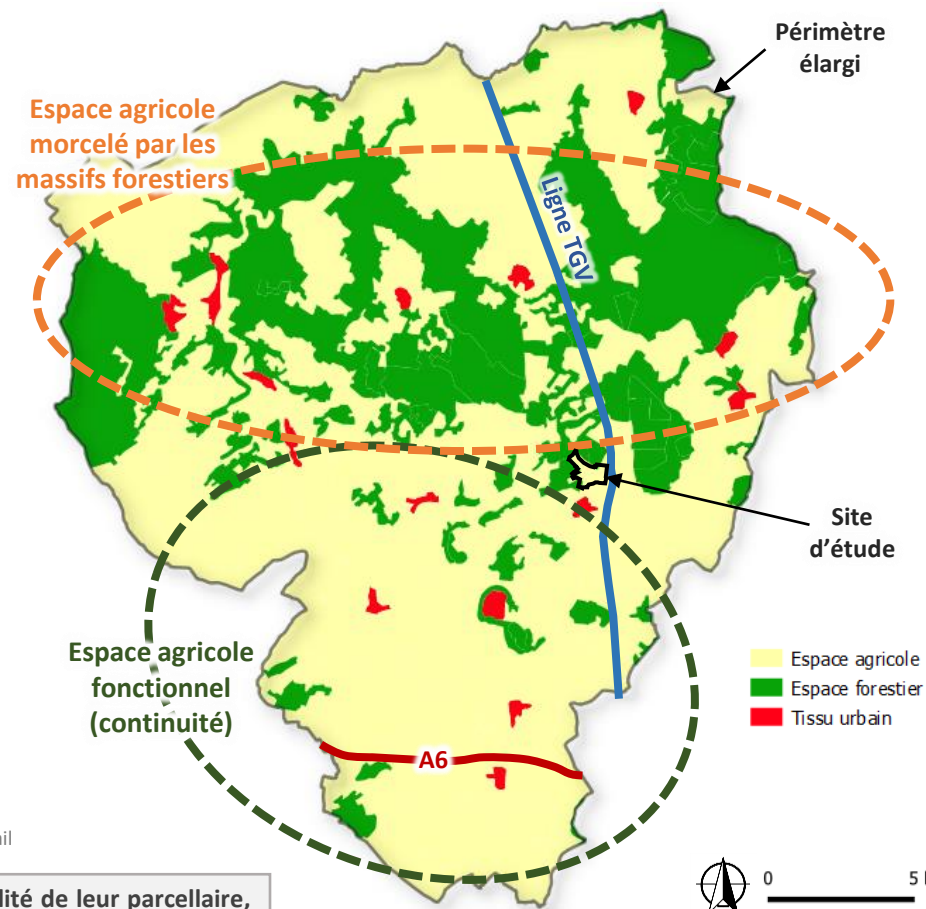 Périmètre
élargi
Espace agricole
morcelé par les
massifs forestiers
Ligne TGV
Site
d'étude
Espace agricole
fonctionnel
(continuité)
Espace agricole
Espace forestier
Tissu urbain
A6
lité de leur parcellaire,
0 5